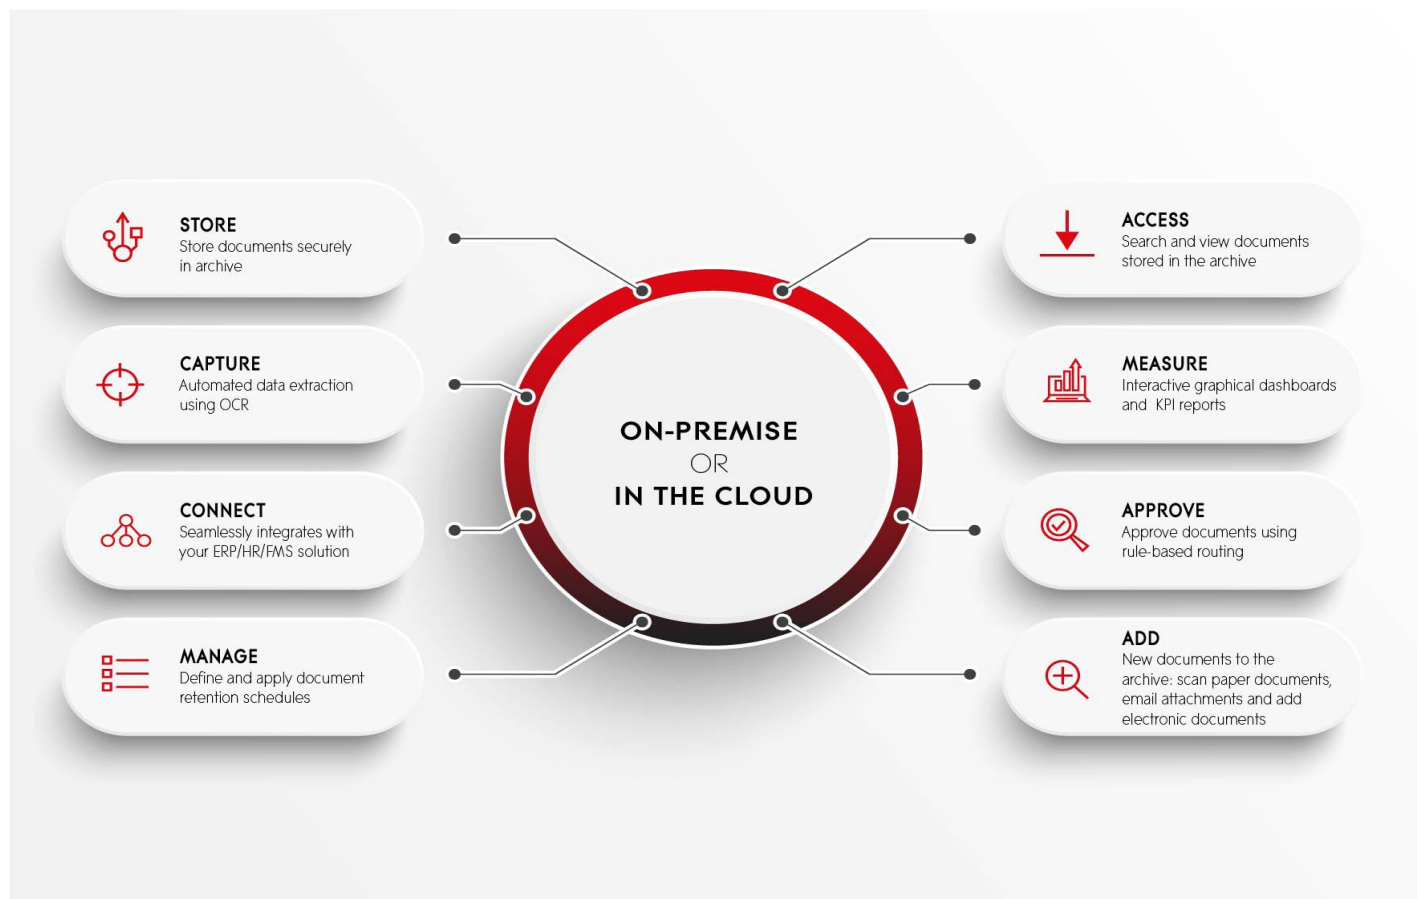 STORE
Store documents securely
in archive
CAPTURE
Automated data extraction
using OCR
CONNECT
Seamlessly integrates with
your ERP/HR/FMS solution
MANAGE
Define and apply document
retention schedules
ON-PREMISE
OR
IN THE CLOUD
ACCESS
Search and view documents
stored in the archive
MEASURE
Interactive graphical dashboards
and KPI reports
APPROVE
Approve documents using
rule-based routing
ADD
New documents to the
archive: scan paper documents,
email attachments and add
electronic documents